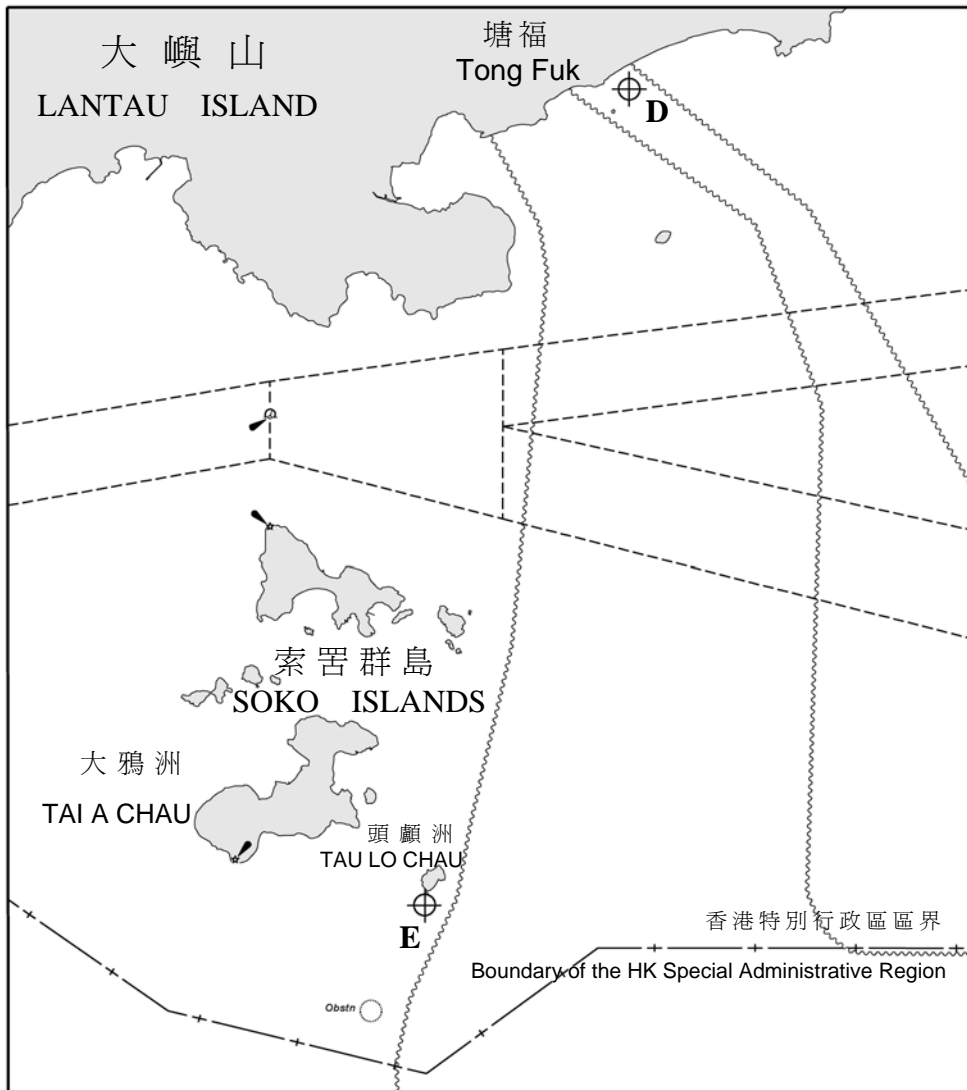 大嶼山
LANTAU ISLAND
塘福
Tong Fuk
D
索罟群島
SOKO ISLANDS
大鴉洲
TAI A CHAU
頭顱洲
TAU LO CHAU
E
香港特別行政區區界
Boundary of the HK Special Administrative Region
Obstn